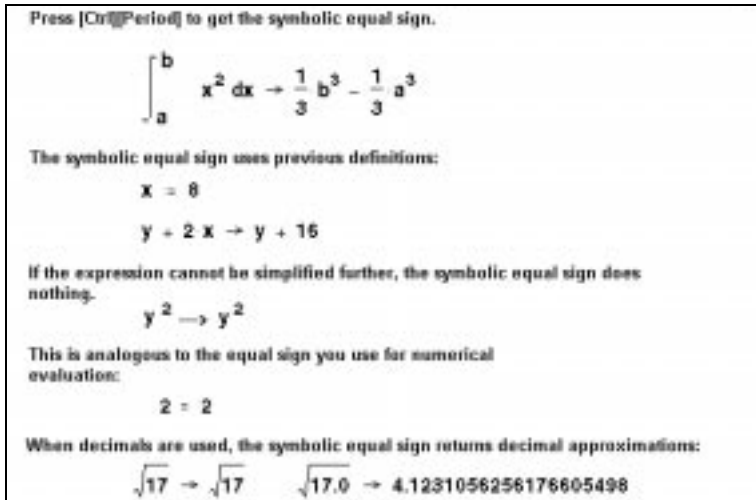 Press [Ctrl][Period] to get the symbolic equal sign.
∫_a^b x² dx → 1/3 b³ - 1/3 a³
The symbolic equal sign uses previous definitions:
x = 8
y + 2 x → y + 16
If the expression cannot be simplified further, the symbolic equal sign does
nothing.
y² → y²
This is analogous to the equal sign you use for numerical
evaluation:
2 = 2
When decimals are used, the symbolic equal sign returns decimal approximations:
√17 → √17 √17.0 → 4.1231056256176605498